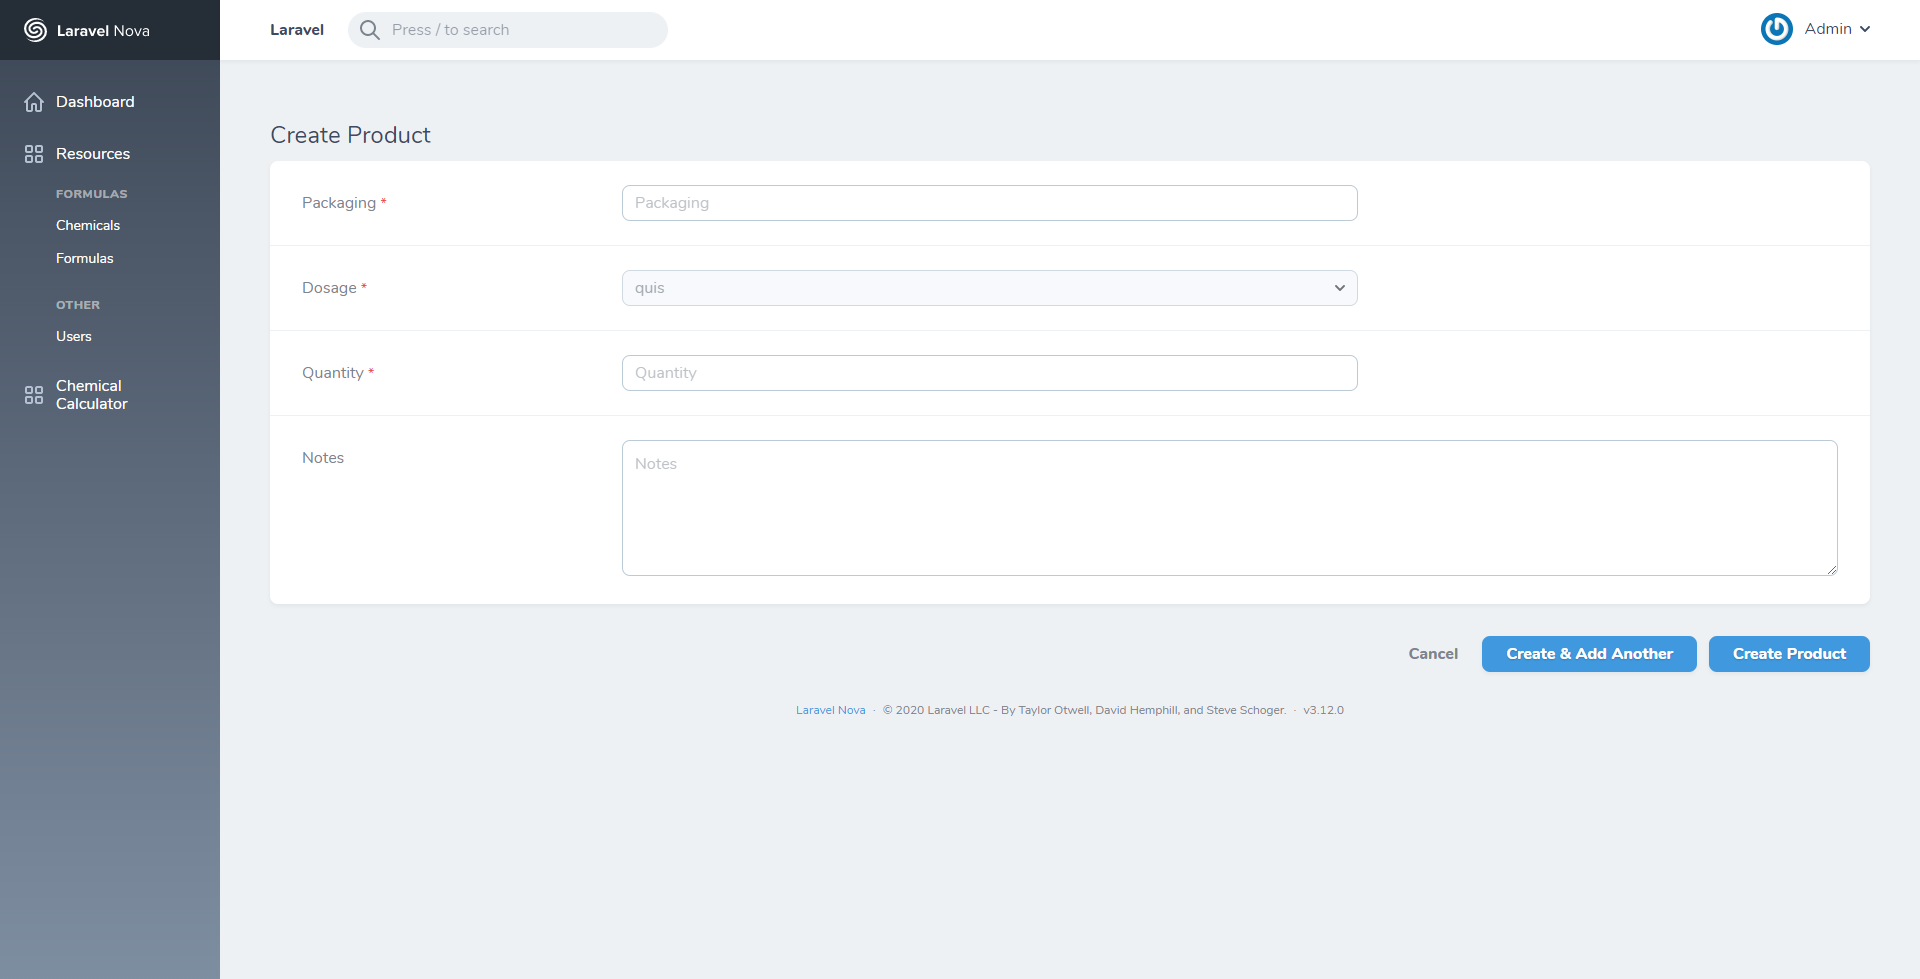 Laravel Nova
Laravel
Press / to search
Admin
Dashboard
Resources
FORMULAS
Chemicals
Formulas
OTHER
Users
Chemical
Calculator
Create Product
Packaging *
Packaging
Dosage *
quis
Quantity *
Quantity
Notes
Notes
Cancel
Create & Add Another
Create Product
Laravel Nova · © 2020 Laravel LLC - By Taylor Otwell, David Hemphill, and Steve Schoger. · v3.12.0